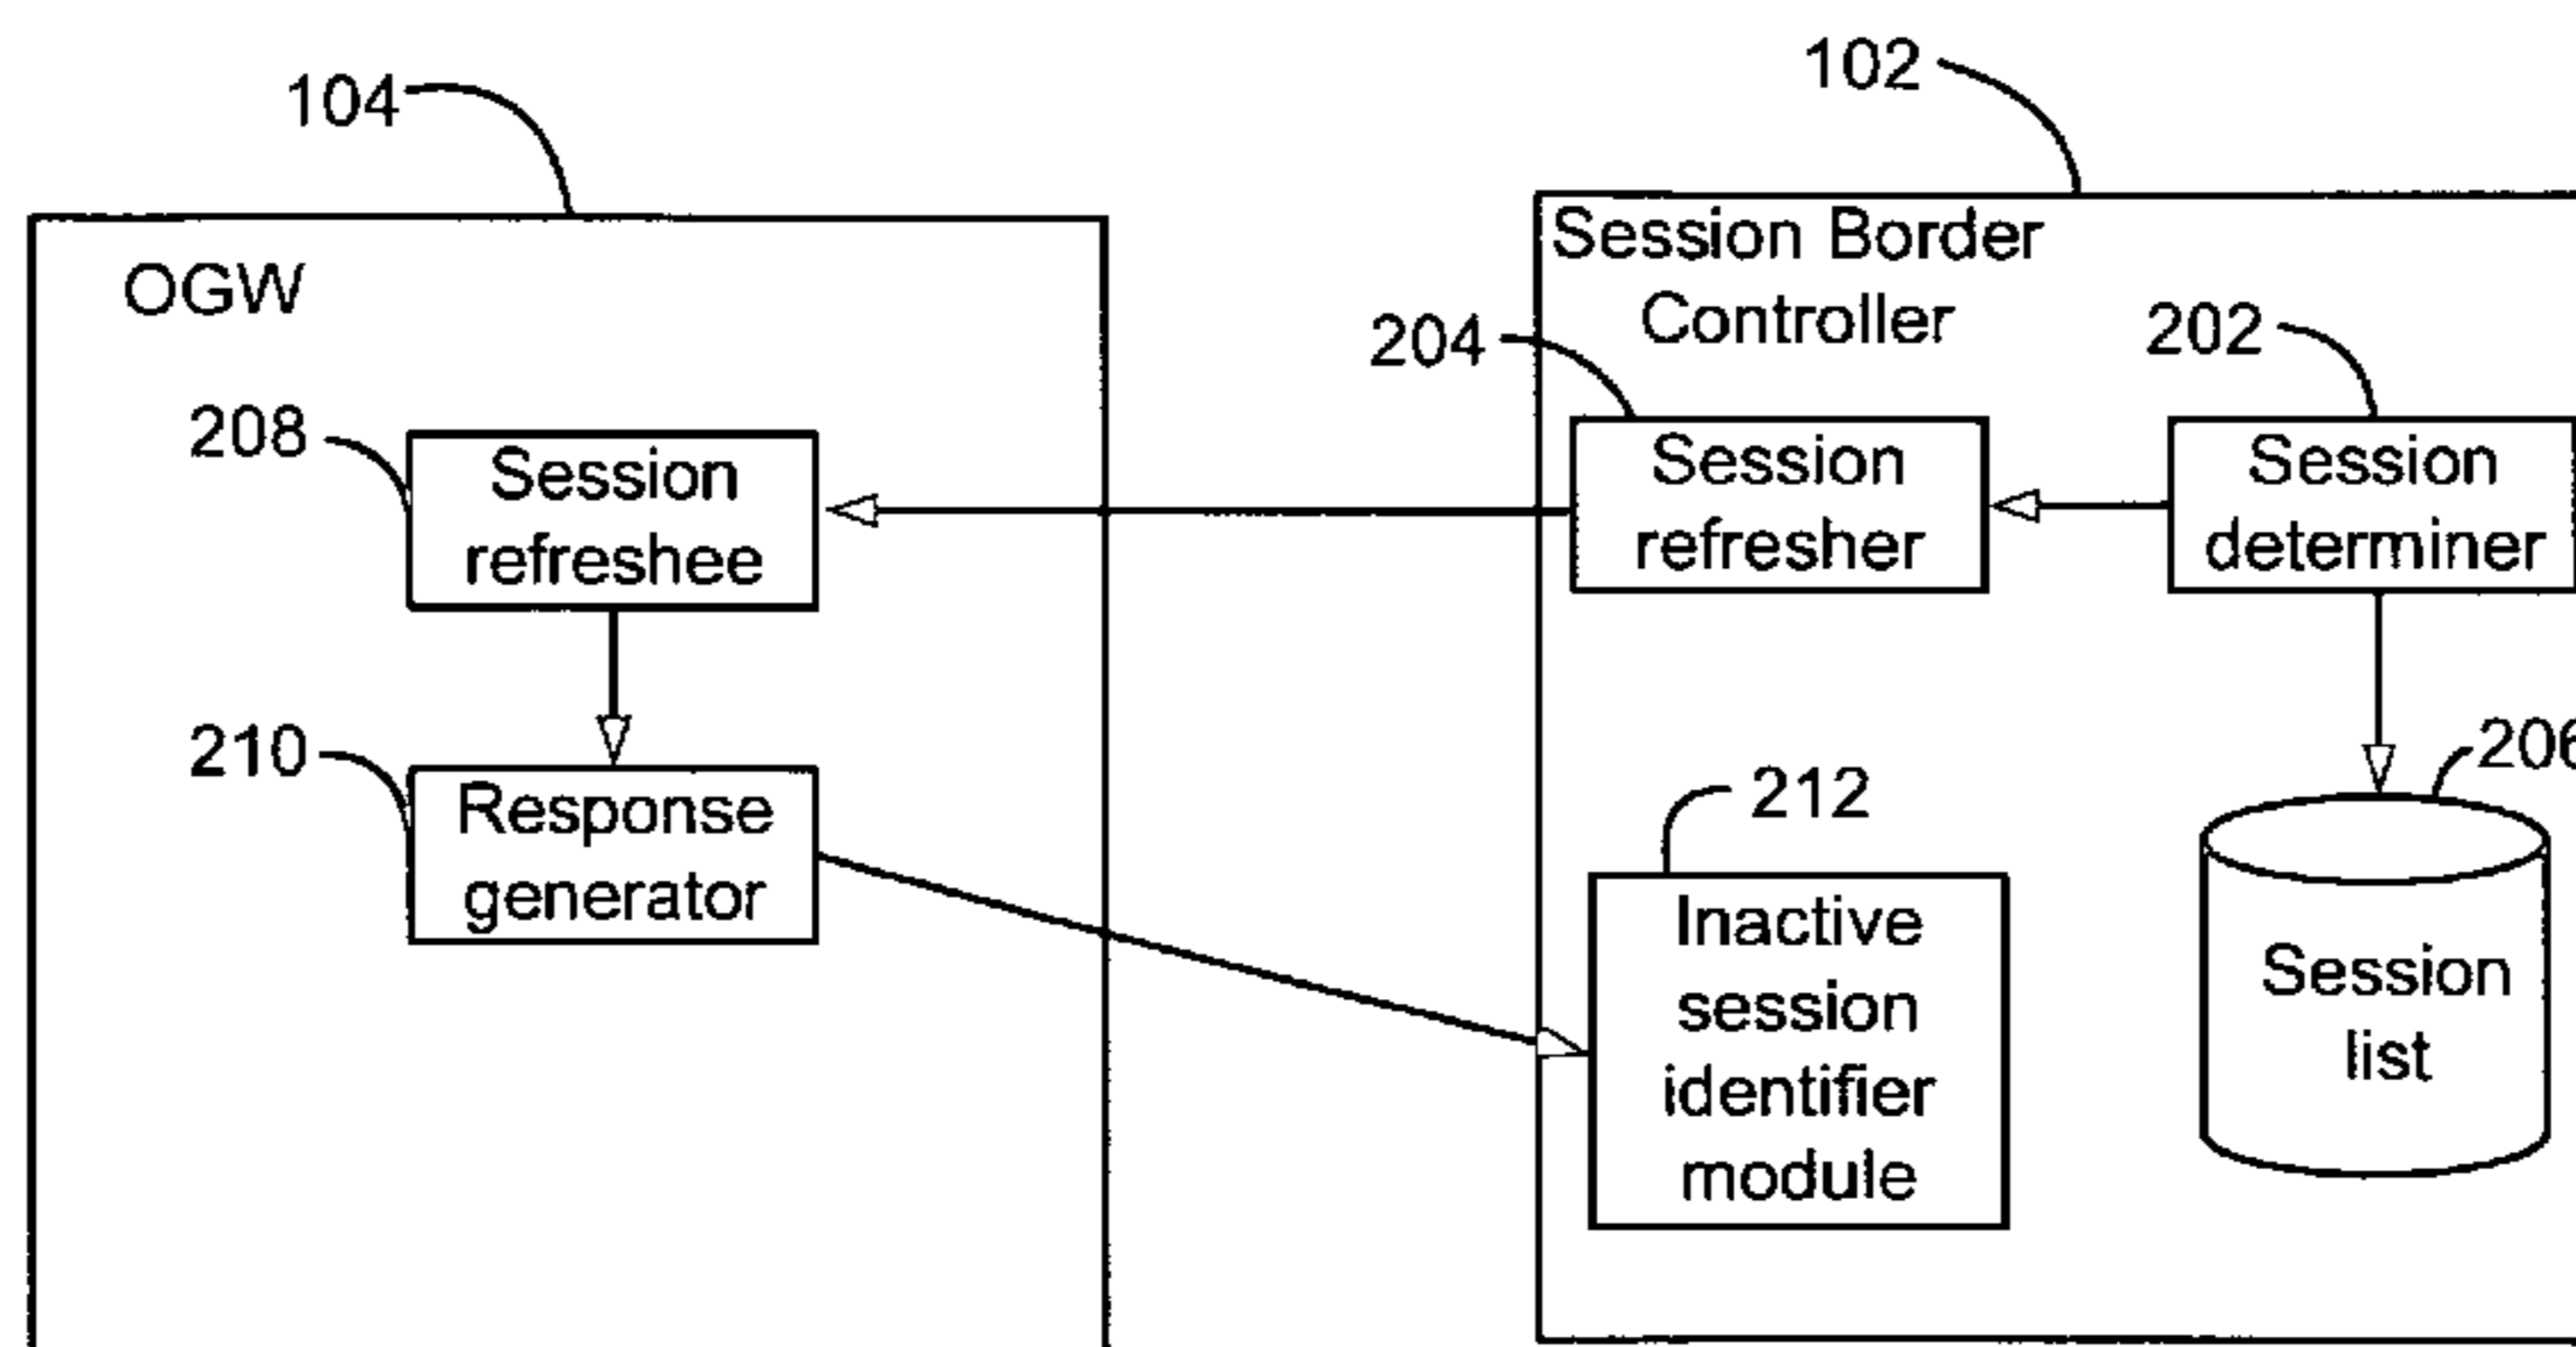 104
102
OGW
Session Border
Controller
204
202
208
Session
refreshee
Session
refresher
Session
determiner
210
Response
generator
212
206
Inactive
session
identifier
module
Session
list